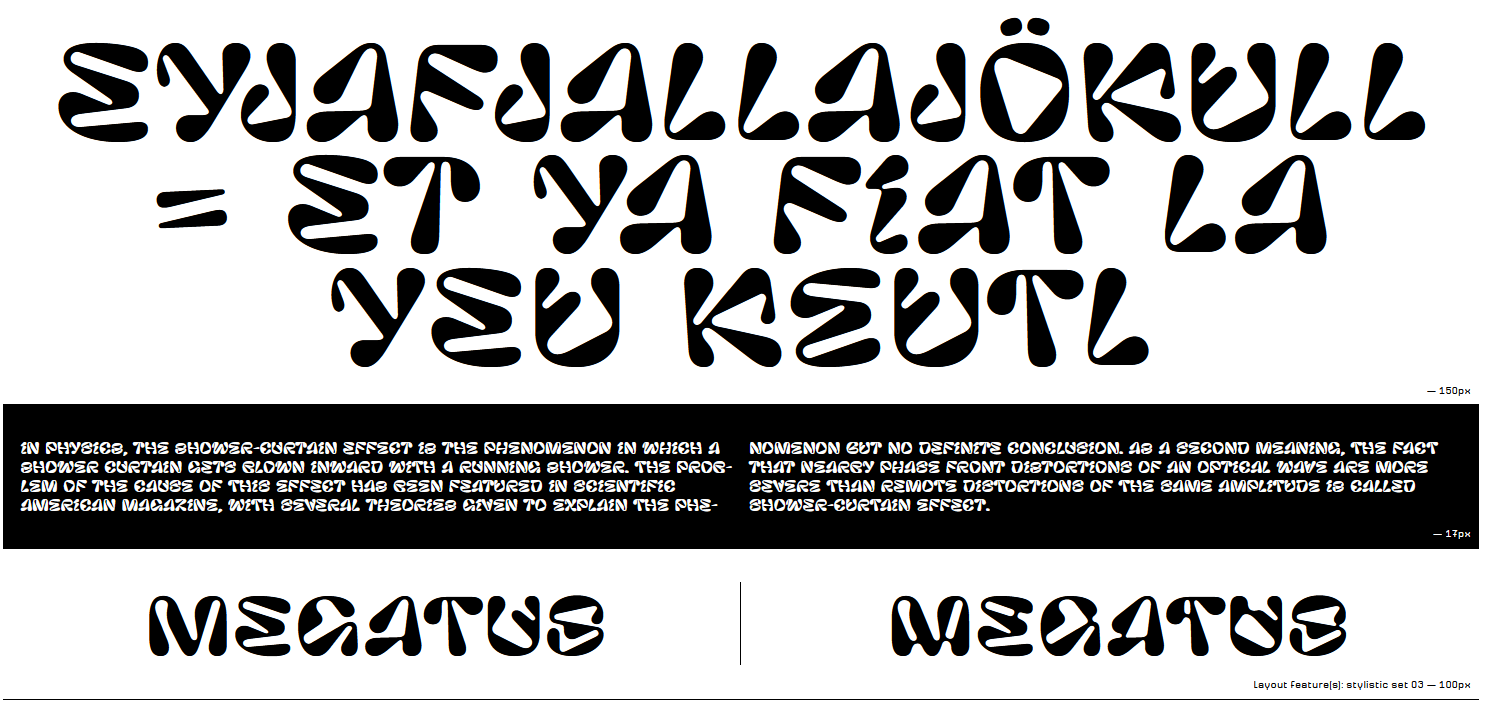 EYJAFJALLAJÖKULL
= ET YA FiAT LA
YEU KEUTL
— 150px
IN PHYSICS, THE SHOWER-CURTAIN EFFECT IS THE PHENOMENON IN WHICH A
SHOWER CURTAIN GETS BLOWN INWARD WITH A RUNNING SHOWER. THE PROB-
LEM OF THE CAUSE OF THIS EFFECT HAS BEEN FEATURED IN SCIENTIFIC
AMERICAN MAGAZINE, WITH SEVERAL THEORIES GIVEN TO EXPLAIN THE PHE-
NOMENON BUT NO DEFINITE CONCLUSION. AS A SECOND MEANING, THE FACT
THAT NEARBY PHASE FRONT DISTORTIONS OF AN OPTICAL WAVE ARE MORE
SEVERE THAN REMOTE DISTORTIONS OF THE SAME AMPLITUDE IS CALLED
SHOWER-CURTAIN EFFECT.
— 17px
MEGATUS
MEGATUS
Layout feature(s): stylistic set 03 — 100px